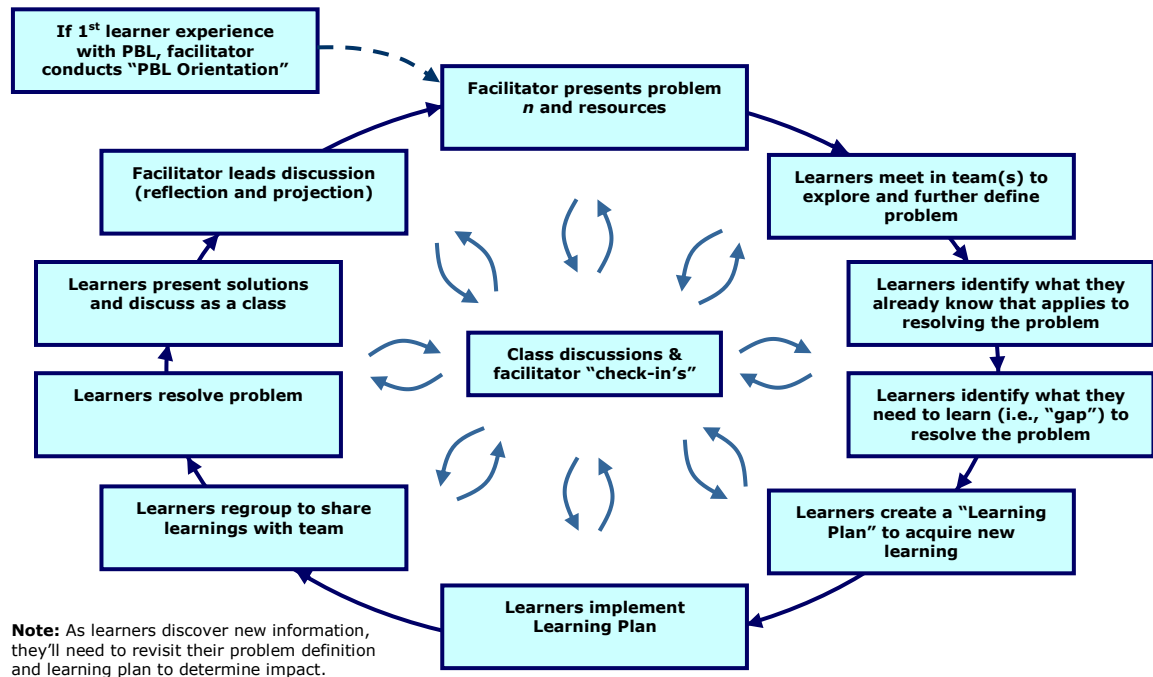 If 1st learner experience
with PBL, facilitator
conducts “PBL Orientation”
Facilitator presents problem
n and resources
Learners meet in team(s) to
explore and further define
problem
Learners identify what they
already know that applies to
resolving the problem
Learners identify what they
need to learn (i.e., “gap”) to
resolve the problem
Learners create a “Learning
Plan” to acquire new
learning
Learners implement
Learning Plan
Learners regroup to share
learnings with team
Learners resolve problem
Learners present solutions
and discuss as a class
Facilitator leads discussion
(reflection and projection)
Class discussions &
facilitator “check-in’s”
Note: As learners discover new information,
they’ll need to revisit their problem definition
and learning plan to determine impact.